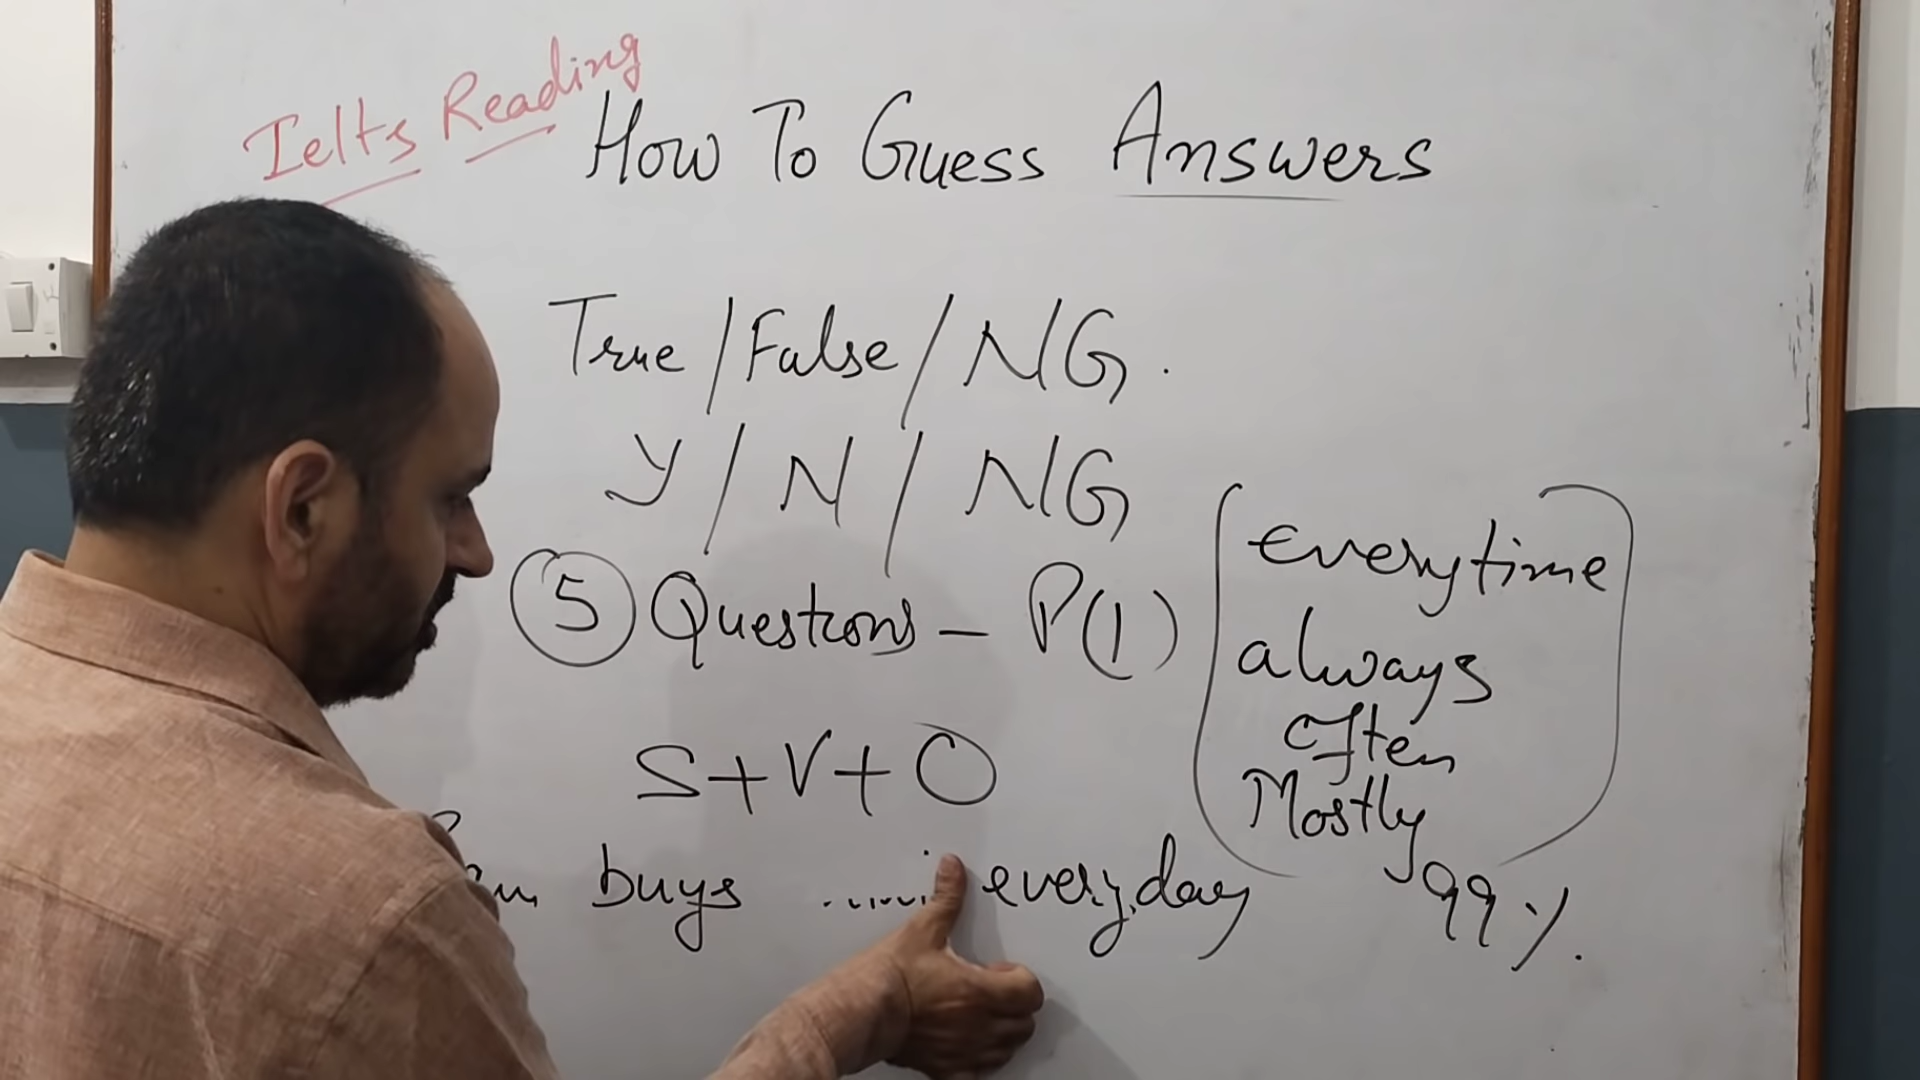 Ielts Reading
How To Guess Answers
True/False/NG.
Y/N/NG
5 Questions - P(1)
everytime
always
often
Mostly
99%.
S+V+O
buys ....... everyday